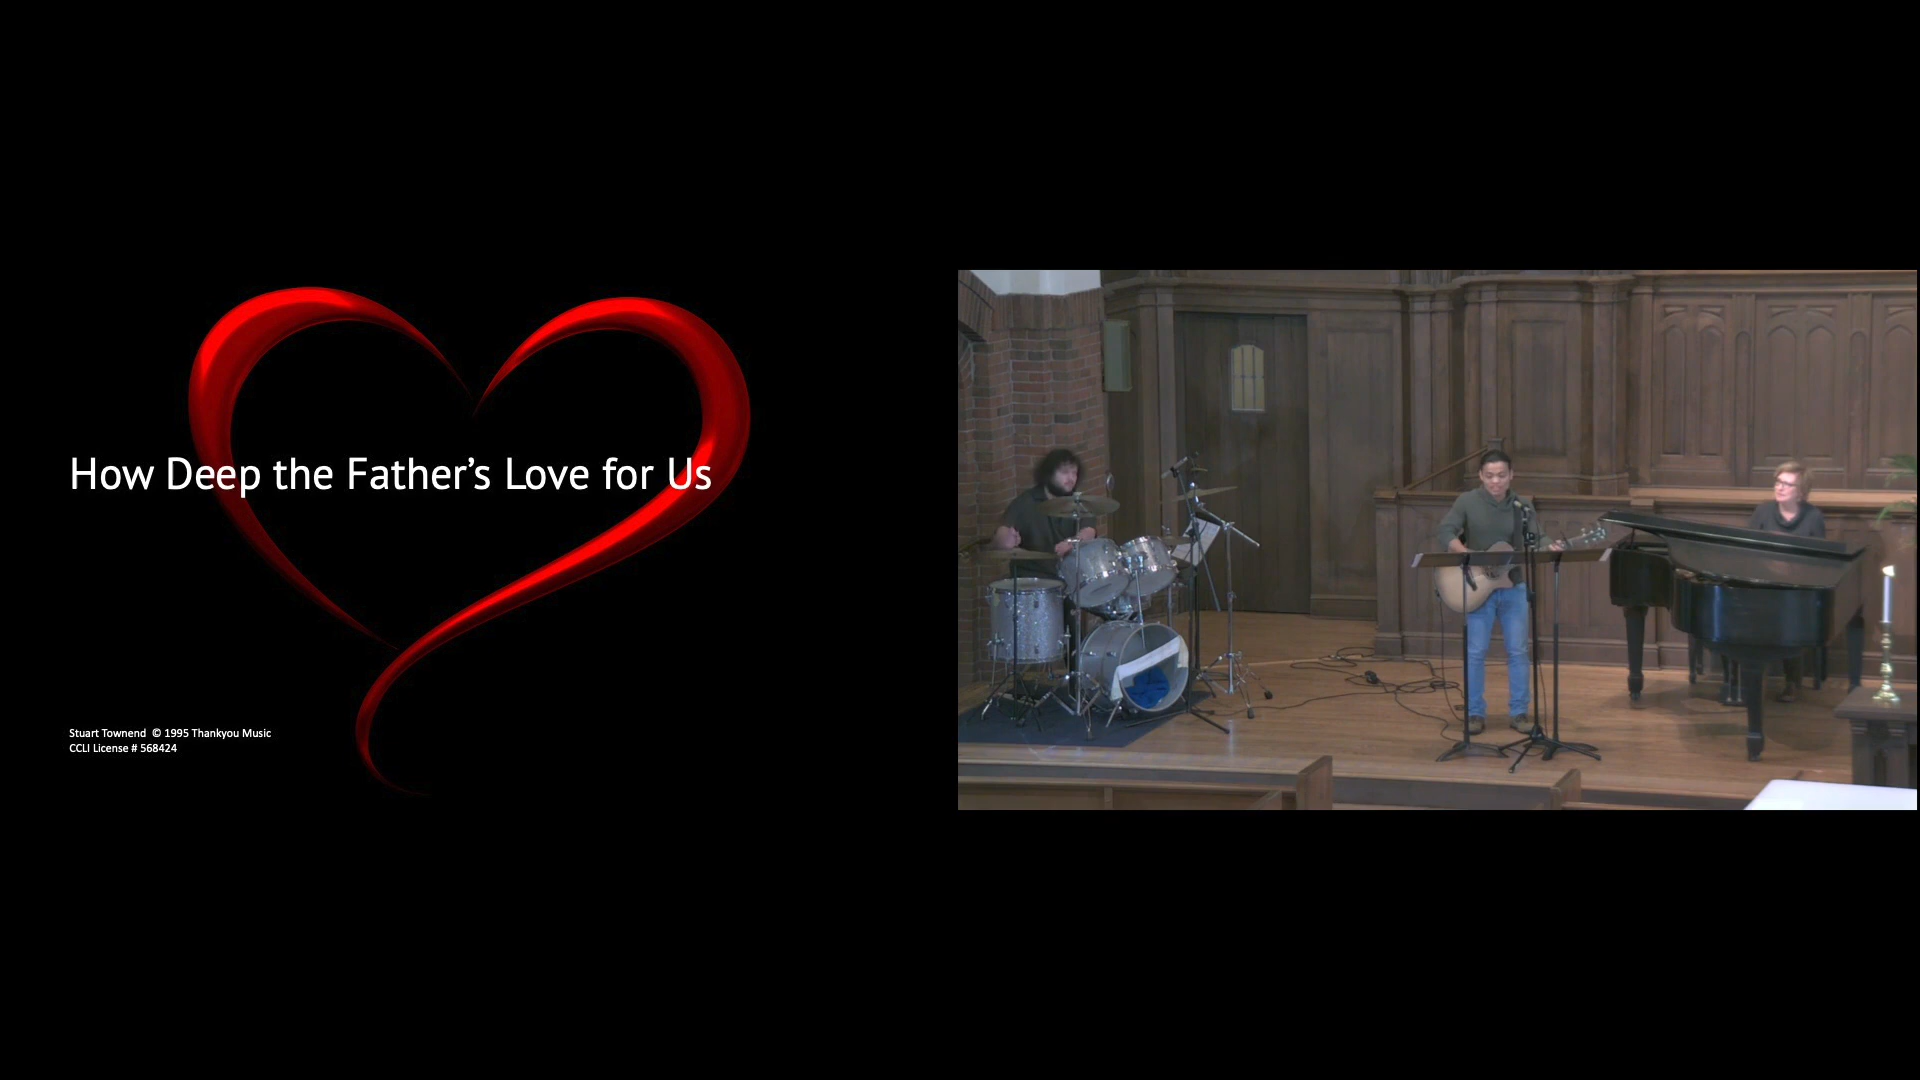 How Deep the Father’s Love for Us
Stuart Townend © 1995 Thankyou Music
CCLI License # 568424